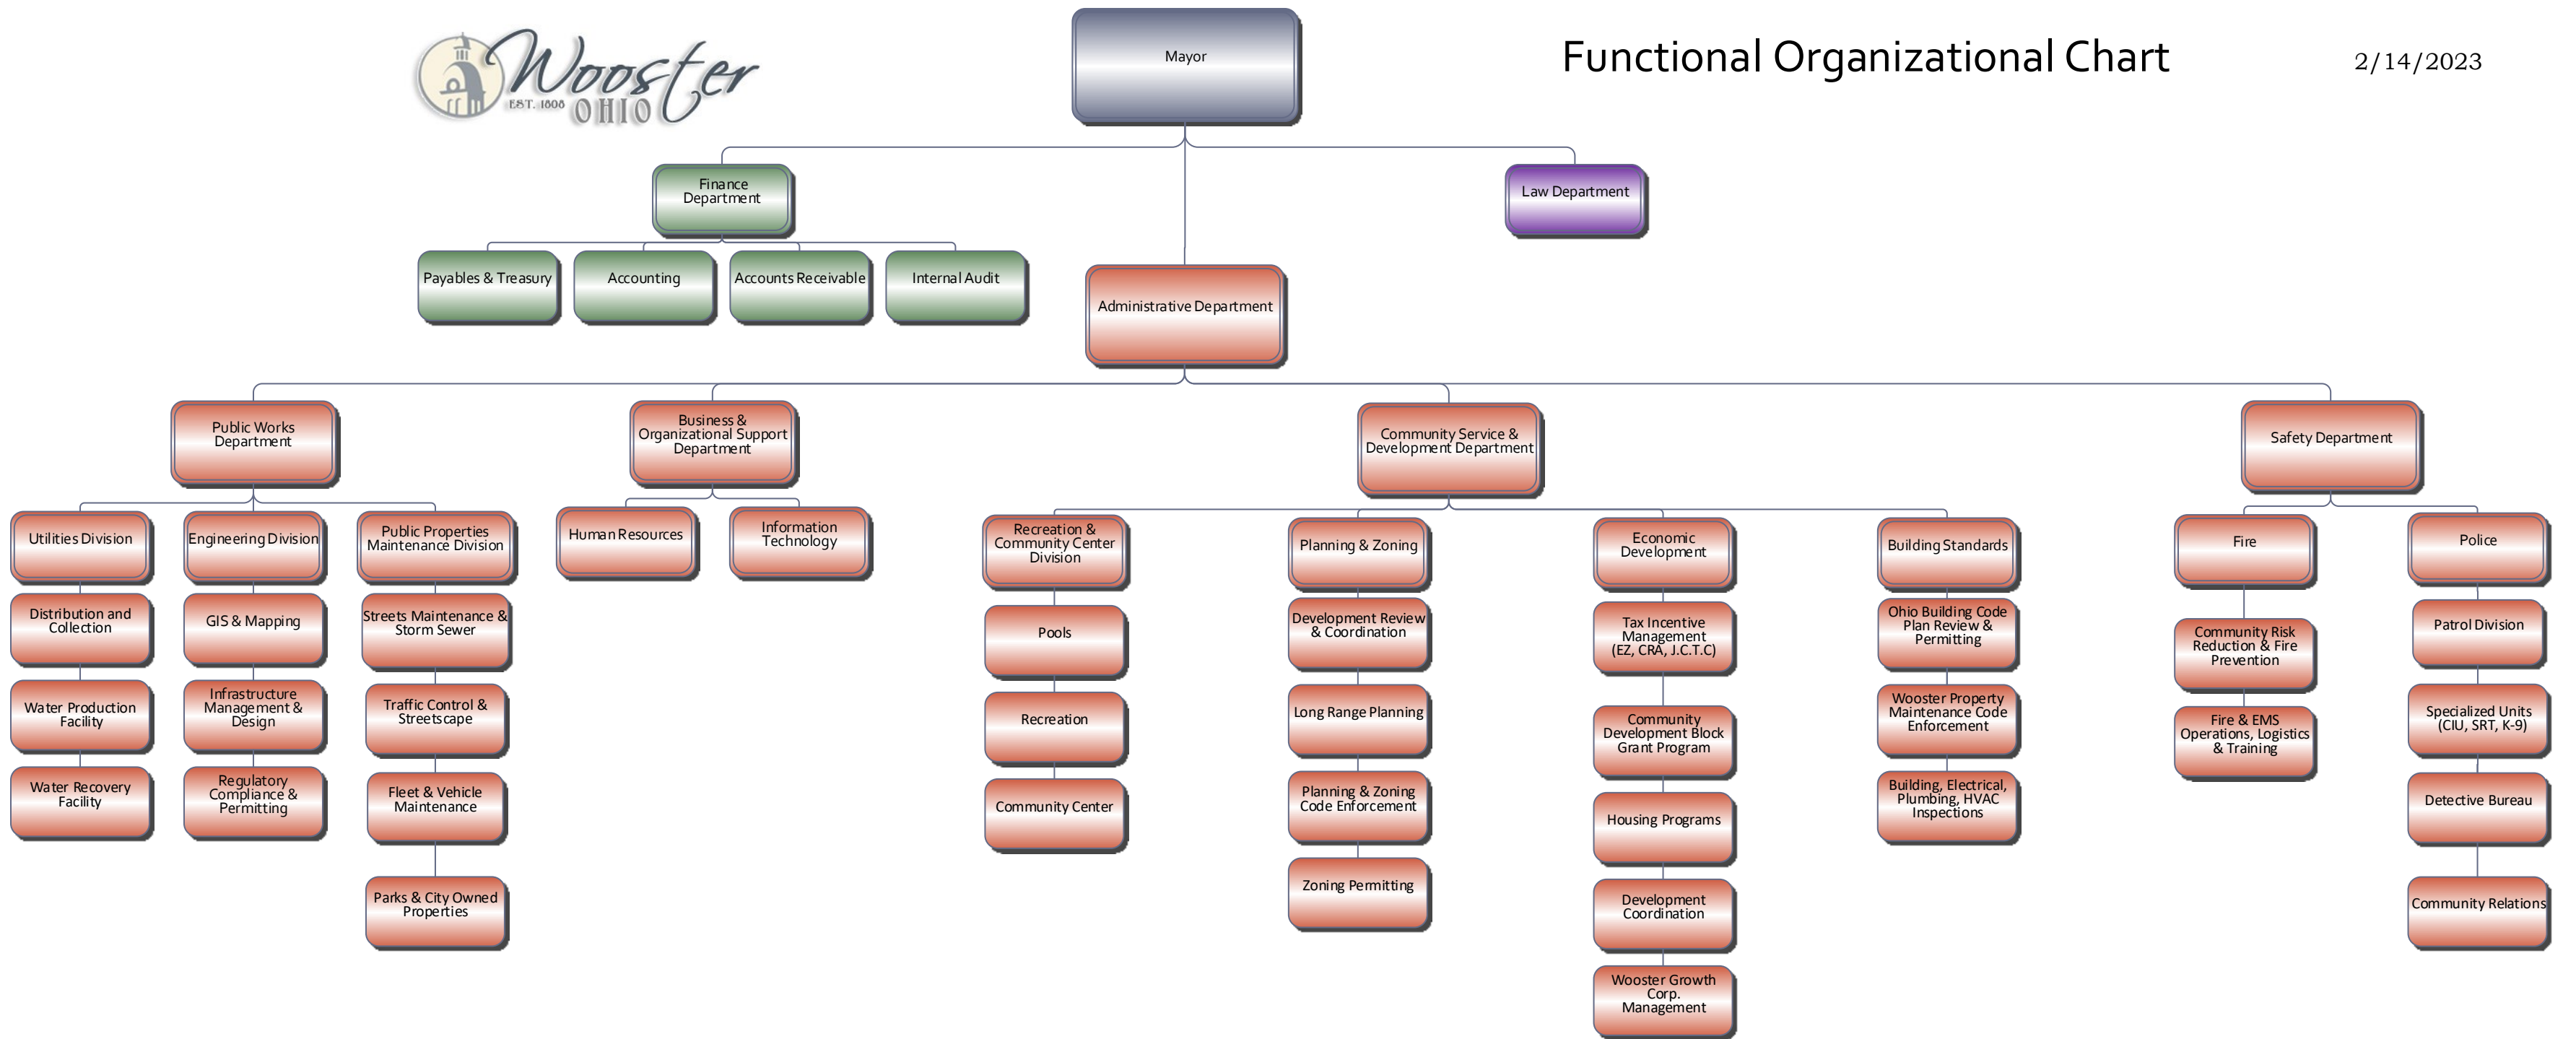 Wooster
EST. 1808
OHIO
Mayor
Functional Organizational Chart
2/14/2023
Finance
Department
Law Department
Payables & Treasury
Accounting
Accounts Receivable
Internal Audit
Administrative Department
Public Works
Department
Business &
Organizational Support
Department
Community Service &
Development Department
Safety Department
Utilities Division
Distribution and
Collection
Water Production
Facility
Water Recovery
Facility
Engineering Division
GIS & Mapping
Infrastructure
Management &
Design
Regulatory
Compliance &
Permitting
Public Properties
Maintenance Division
Streets Maintenance &
Storm Sewer
Traffic Control &
Streetscape
Fleet & Vehicle
Maintenance
Parks & City Owned
Properties
Human Resources
Information
Technology
Recreation &
Community Center
Division
Pools
Recreation
Community Center
Planning & Zoning
Development Review
& Coordination
Long Range Planning
Planning & Zoning
Code Enforcement
Zoning Permitting
Economic
Development
Tax Incentive
Management
(EZ, CRA, J.C.T.C)
Community
Development Block
Grant Program
Housing Programs
Development
Coordination
Wooster Growth
Corp.
Management
Building Standards
Ohio Building Code
Plan Review &
Permitting
Wooster Property
Maintenance Code
Enforcement
Building, Electrical,
Plumbing, HVAC
Inspections
Fire
Community Risk
Reduction & Fire
Prevention
Fire & EMS
Operations, Logistics
& Training
Police
Patrol Division
Specialized Units
(CIU, SRT, K-9)
Detective Bureau
Community Relations